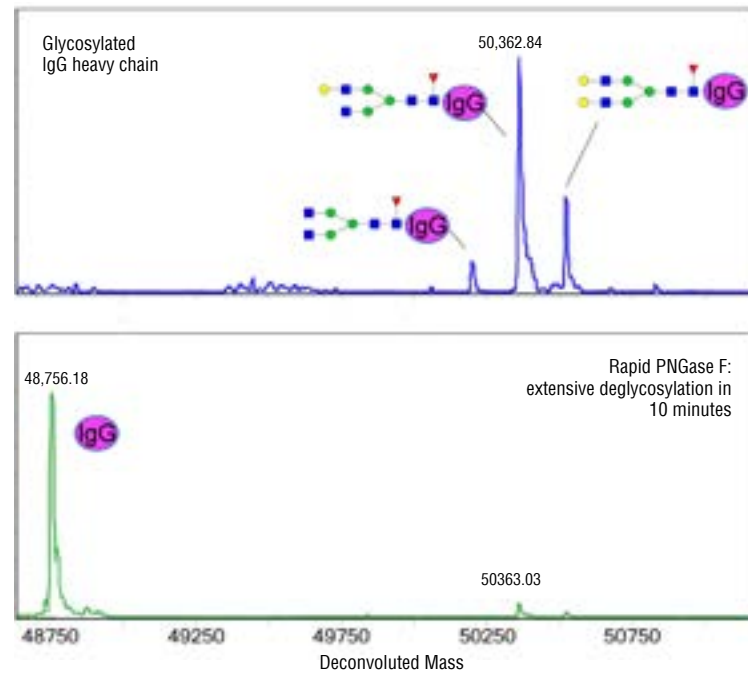 Glycosylated
IgG heavy chain
50,362.84
IgG
IgG
IgG
48,756.18
IgG
Rapid PNGase F:
extensive deglycosylation in
10 minutes
50363.03
48750 49250 49750 50250 50750
Deconvoluted Mass